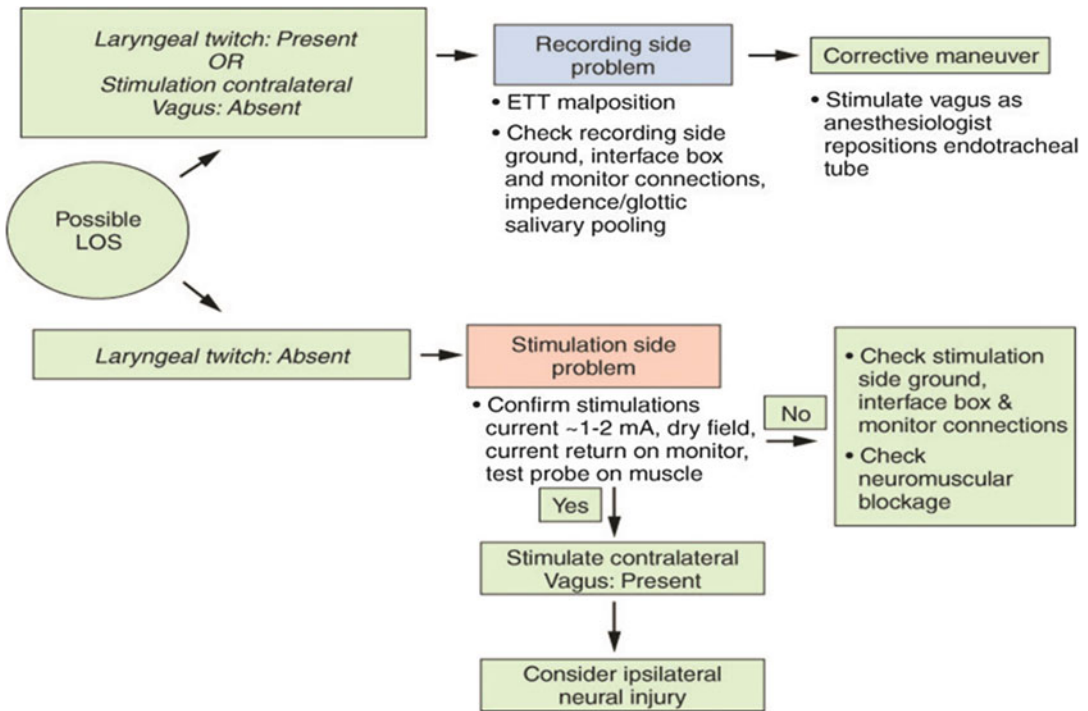 Laryngeal twitch: Present
OR
Stimulation contralateral
Vagus: Absent
Recording side
problem
• ETT malposition
• Check recording side
ground, interface box
and monitor connections,
impedence/glottic
salivary pooling
Corrective maneuver
• Stimulate vagus as
anesthesiologist
repositions endotracheal
tube
Possible
LOS
Laryngeal twitch: Absent
Stimulation side
problem
• Confirm stimulations
current ~1-2 mA, dry field,
current return on monitor,
test probe on muscle
No
• Check stimulation
side ground,
interface box &
monitor connections
• Check
neuromuscular
blockage
Yes
Stimulate contralateral
Vagus: Present
Consider ipsilateral
neural injury